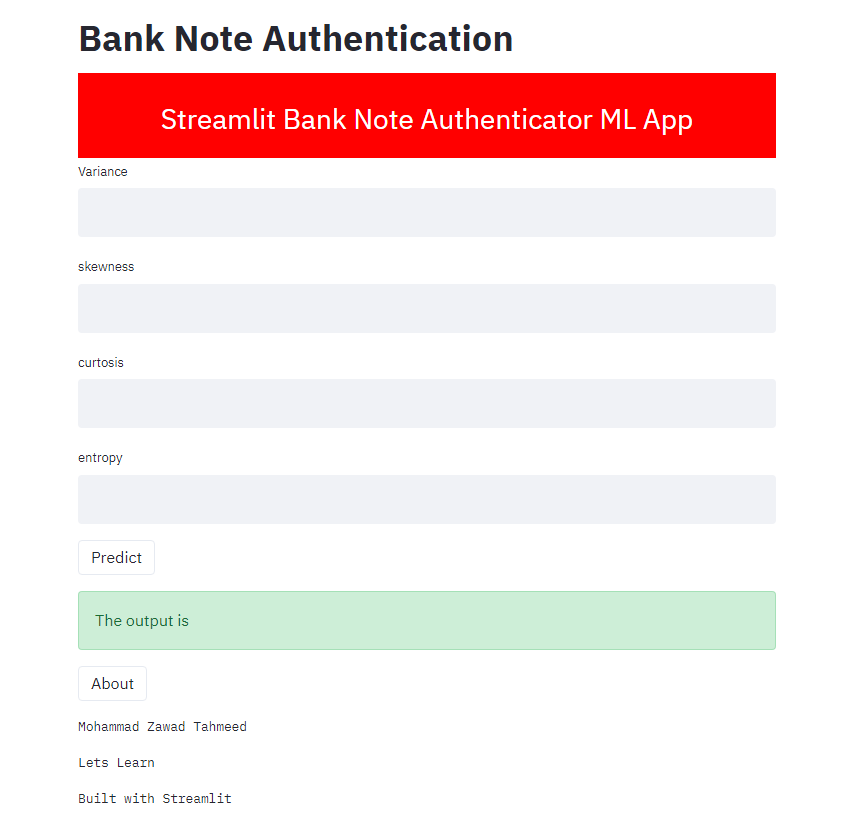 Bank Note Authentication
Streamlit Bank Note Authenticator ML App
Variance
skewness
curtosis
entropy
Predict
The output is
About
Mohammad Zawad Tahmeed
Lets Learn
Built with Streamlit